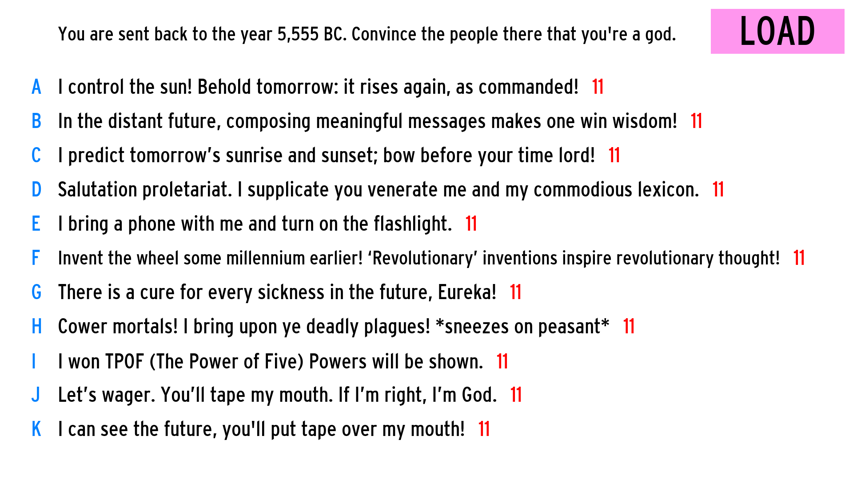 You are sent back to the year 5,555 BC. Convince the people there that you're a god.
LOAD
A I control the sun! Behold tomorrow: it rises again, as commanded! 11
B In the distant future, composing meaningful messages makes one win wisdom! 11
C I predict tomorrow’s sunrise and sunset; bow before your time lord! 11
D Salutation proletariat. I supplicate you venerate me and my commodious lexicon. 11
E I bring a phone with me and turn on the flashlight. 11
F Invent the wheel some millennium earlier! ‘Revolutionary’ inventions inspire revolutionary thought! 11
G There is a cure for every sickness in the future, Eureka! 11
H Cower mortals! I bring upon ye deadly plagues! *sneezes on peasant* 11
I I won TPOF (The Power of Five) Powers will be shown. 11
J Let’s wager. You’ll tape my mouth. If I’m right, I’m God. 11
K I can see the future, you'll put tape over my mouth! 11